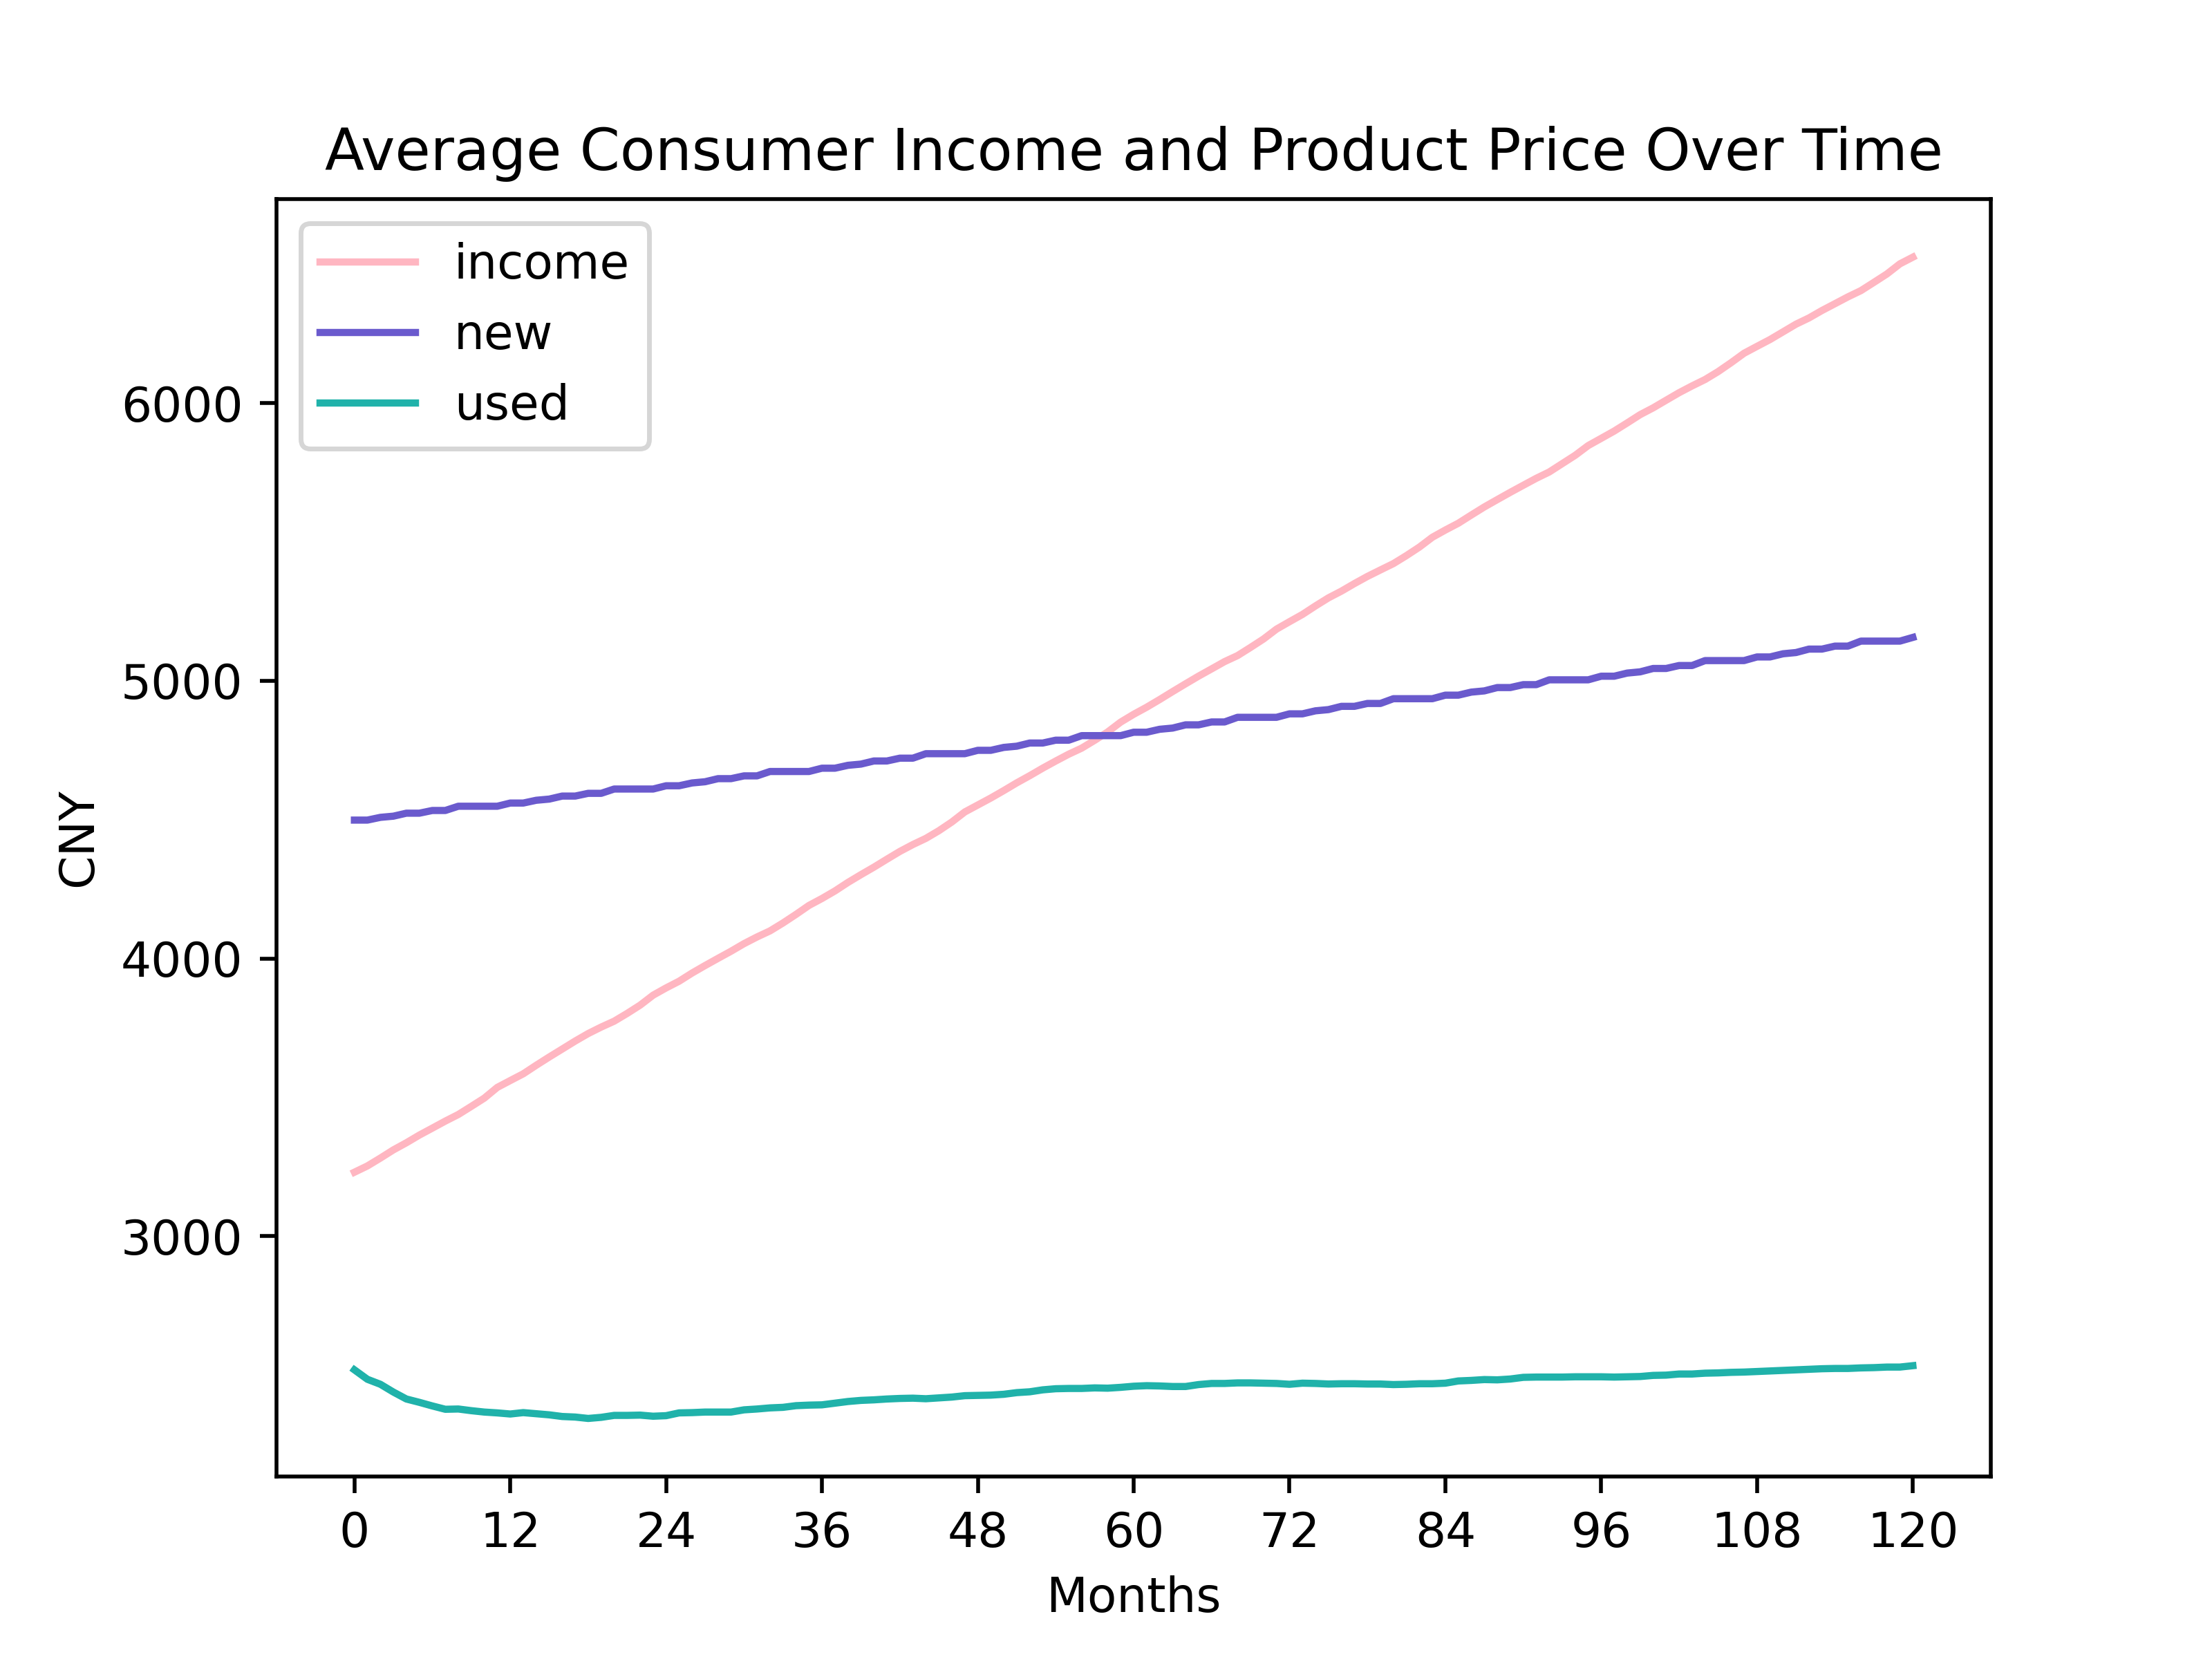 Average Consumer Income and Product Price Over Time
income
new
used
6000
5000
4000
3000
CNY
0 12 24 36 48 60 72 84 96 108 120
Months